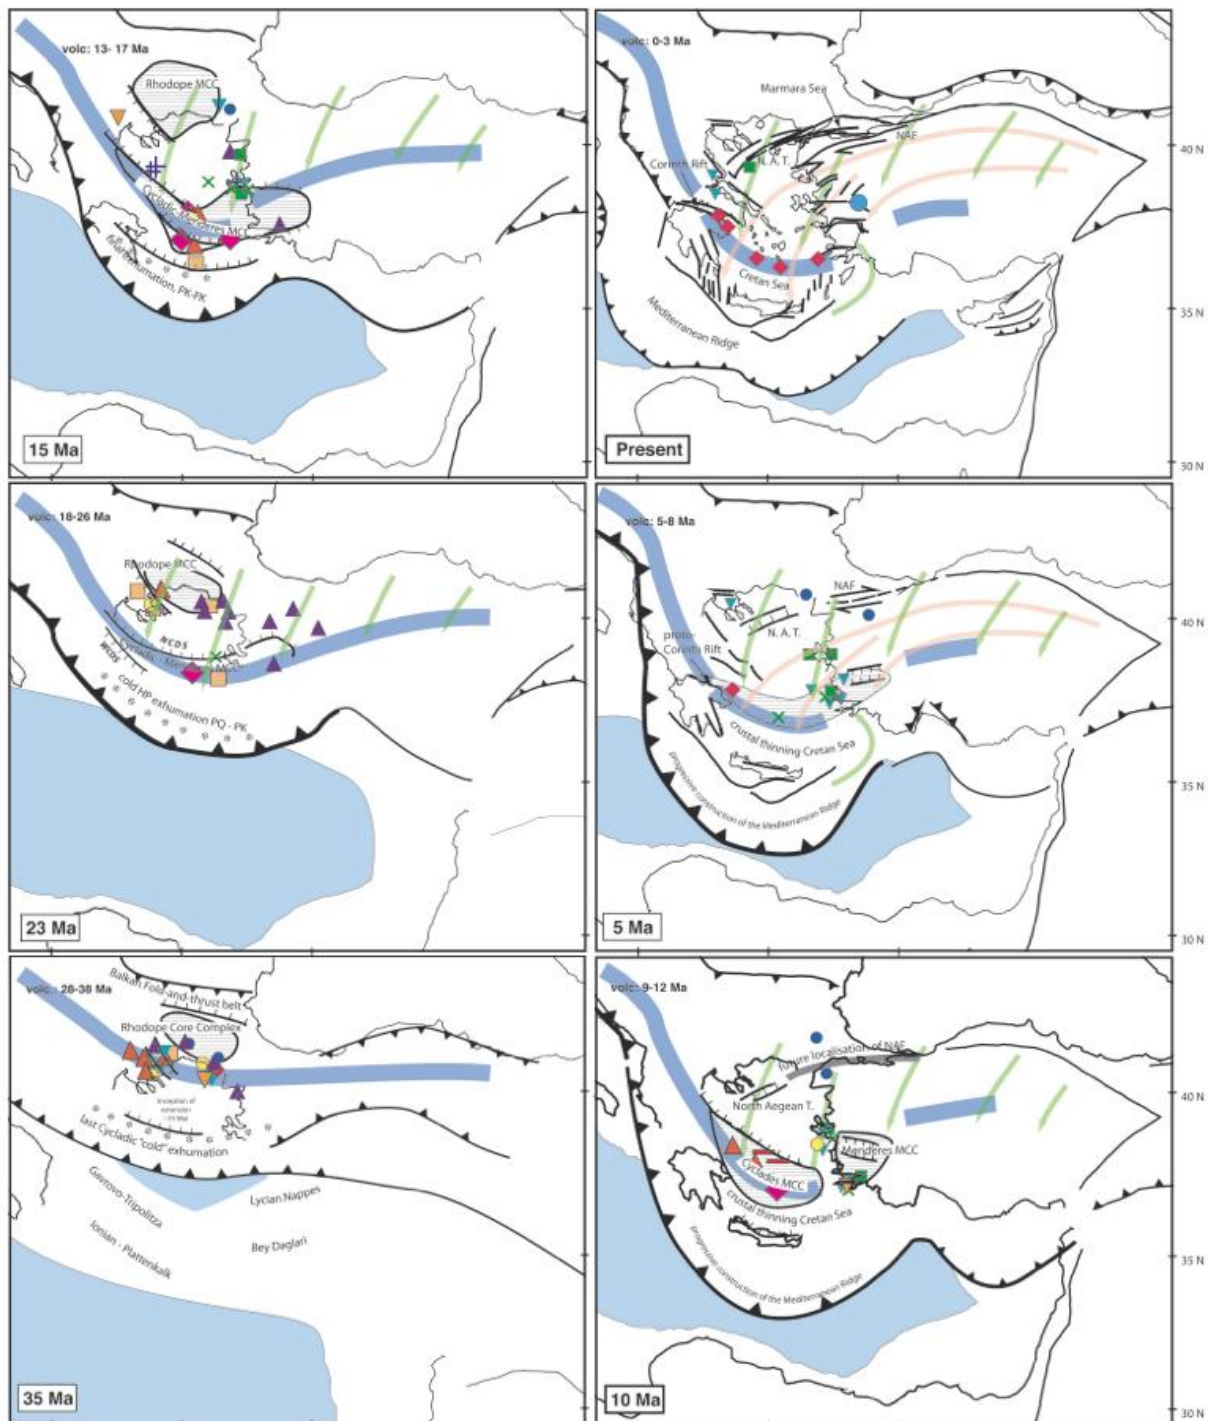 volc: 13- 17 Ma
Rhodope MCC
Cycladic-Menderes MCC
final exhumation, PK-PK
15 Ma
volc: 0-3 Ma
Marmara Sea
NAF
Corinth Rift
N. A. T.
Cretan Sea
Mediterranean Ridge
Present
40 N
35 N
30 N
volc: 18-26 Ma
Rhodope MCC
NCDS
WCDS
cold HP exhumation PQ - PK
23 Ma
volc: 5-8 Ma
NAF
N. A. T.
proto-
Corinth Rift
crustal thinning Cretan Sea
progressive construction of the Mediterranean Ridge
5 Ma
40 N
35 N
30 N
volc: 28-38 Ma
Balkan Fold-and-thrust belt
Rhodope Core Complex
Inception of
extension
last Cycladic "cold" exhumation
Gavrovo-Tripolitza
Lycian Nappes
Ionian - Plattenkalk
Bey Daglari
35 Ma
volc: 9-12 Ma
future localisation of NAF
North Aegean T.
Menderes MCC
Cyclades MCC
crustal thinning Cretan Sea
progressive construction of the Mediterranean Ridge
10 Ma
40 N
35 N
30 N